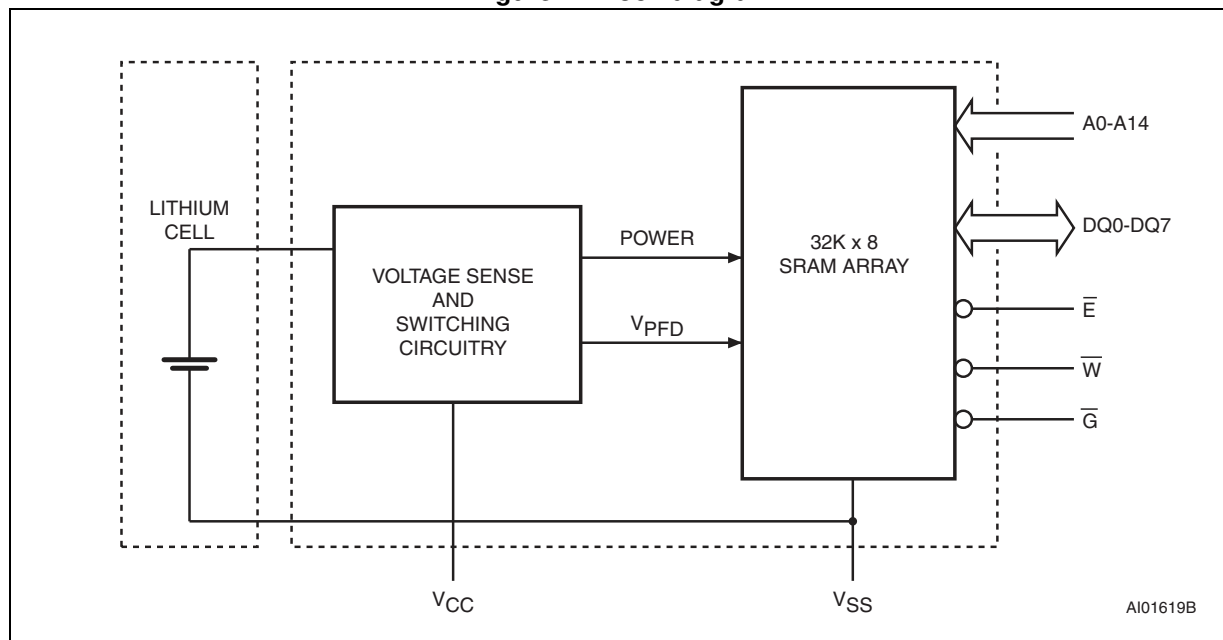 LITHIUM
CELL
VOLTAGE SENSE
AND
SWITCHING
CIRCUITRY
POWER
VPFD
32K x 8
SRAM ARRAY
A0-A14
DQ0-DQ7
E̅
W̅
G̅
VCC
VSS
AI01619B